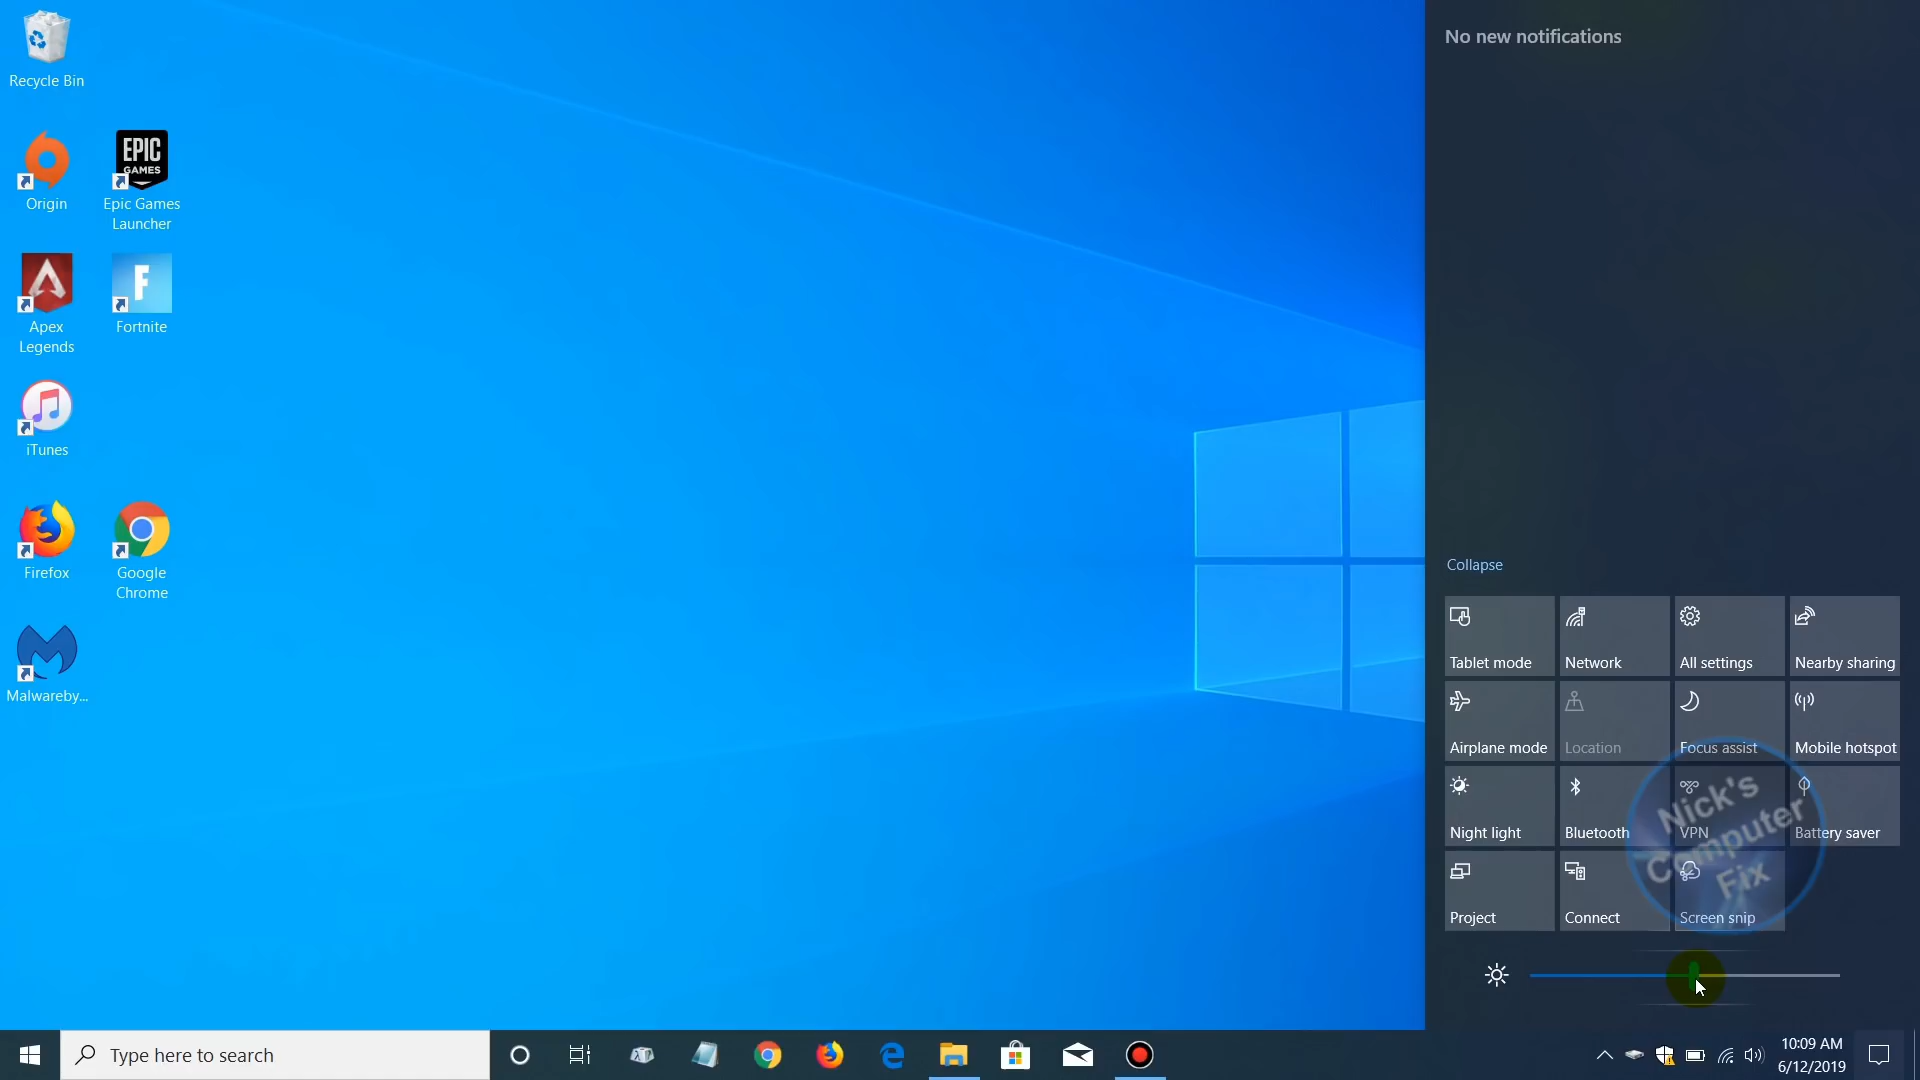 Recycle Bin
Origin
EPIC
GAMES
Epic Games
Launcher
Apex
Legends
F
Fortnite
iTunes
Firefox
Google
Chrome
Malwareby...
No new notifications
Collapse
Tablet mode
Network
All settings
Nearby sharing
Airplane mode
Location
Focus assist
Mobile hotspot
Night light
Bluetooth
VPN
Battery saver
Project
Connect
Screen snip
Nick's
Computer
Fix
Type here to search
10:09 AM
6/12/2019